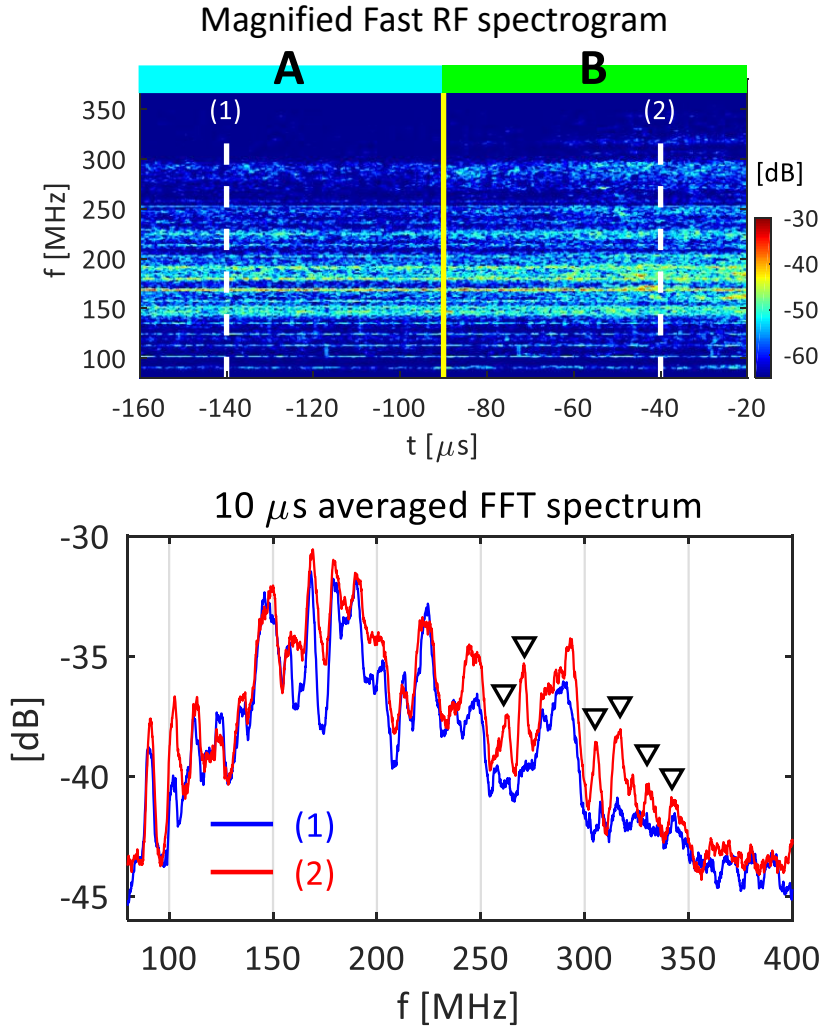 Magnified Fast RF spectrogram
A B
(1) (2)
350
300
250
200
150
100
f [MHz]
[dB]
-30
-40
-50
-60
-160 -140 -120 -100 -80 -60 -40 -20
t [μs]
10 μs averaged FFT spectrum
-30
-35
-40
-45
[dB]
(1)
(2)
100 150 200 250 300 350 400
f [MHz]